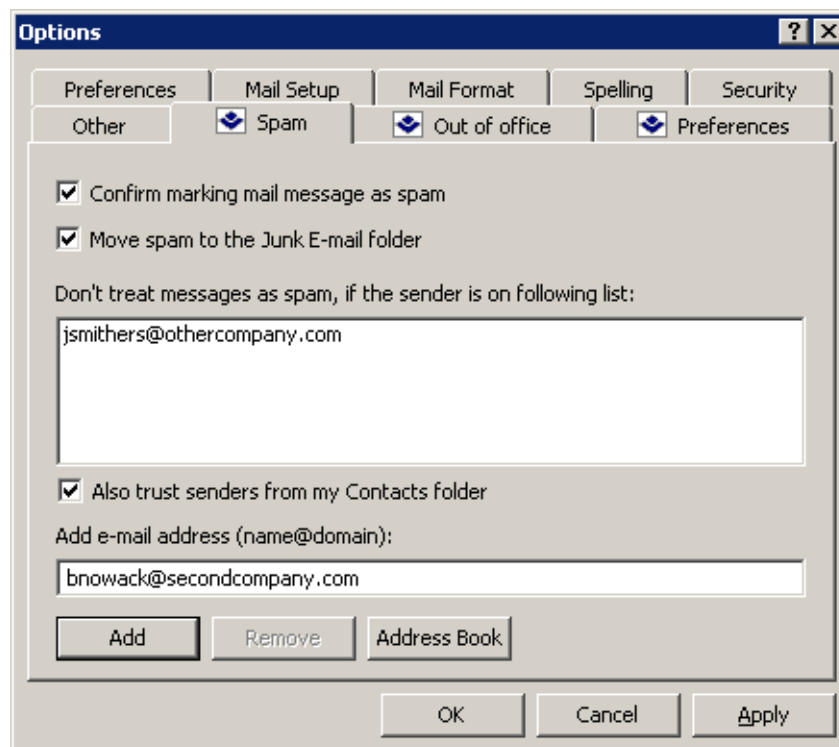 Options
Preferences Mail Setup Mail Format Spelling Security
Other Spam Out of office Preferences
Confirm marking mail message as spam
Move spam to the Junk E-mail folder
Don't treat messages as spam, if the sender is on following list:
jsmithers@othercompany.com
Also trust senders from my Contacts folder
Add e-mail address (name@domain):
bnowack@secondcompany.com
Add Remove Address Book
OK Cancel Apply